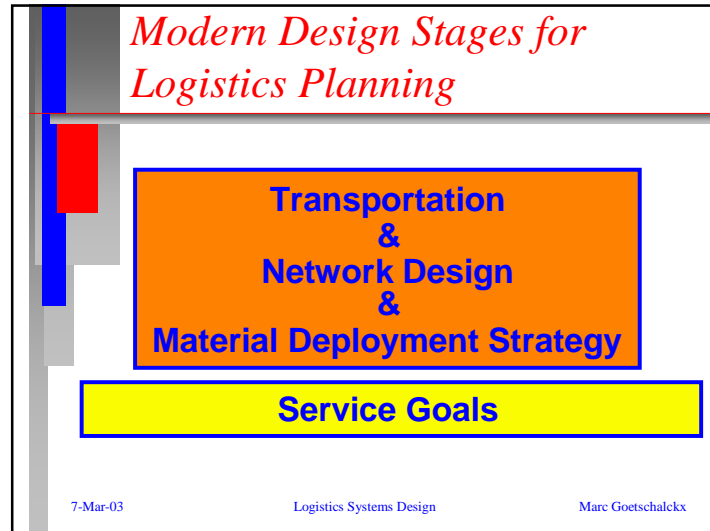 Modern Design Stages for
Logistics Planning
Transportation
&
Network Design
&
Material Deployment Strategy
Service Goals
7-Mar-03 Logistics Systems Design Marc Goetschalckx